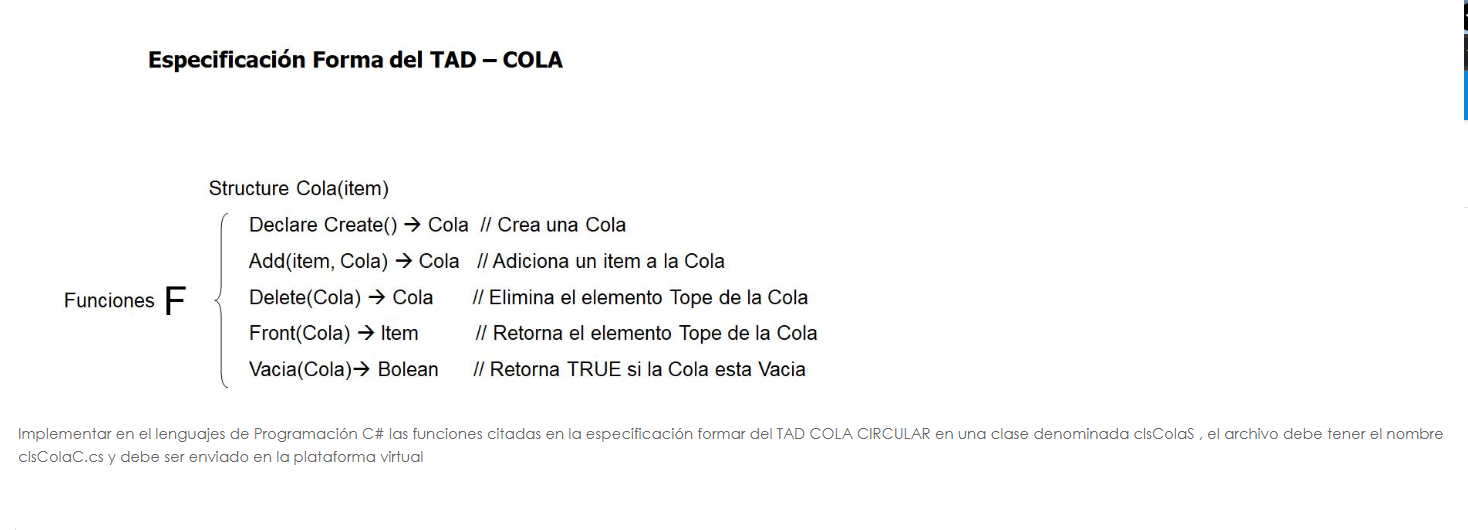 Especificación Forma del TAD – COLA
Structure Cola(item)
Declare Create() → Cola // Crea una Cola
Add(item, Cola) → Cola // Adiciona un item a la Cola
Funciones F
Delete(Cola) → Cola // Elimina el elemento Tope de la Cola
Front(Cola) → Item // Retorna el elemento Tope de la Cola
Vacia(Cola)→ Bolean // Retorna TRUE si la Cola esta Vacia
Implementar en el lenguajes de Programación C# las funciones citadas en la especificación formar del TAD COLA CIRCULAR en una clase denominada clsColaS , el archivo debe tener el nombre
clsColaC.cs y debe ser enviado en la plataforma virtual